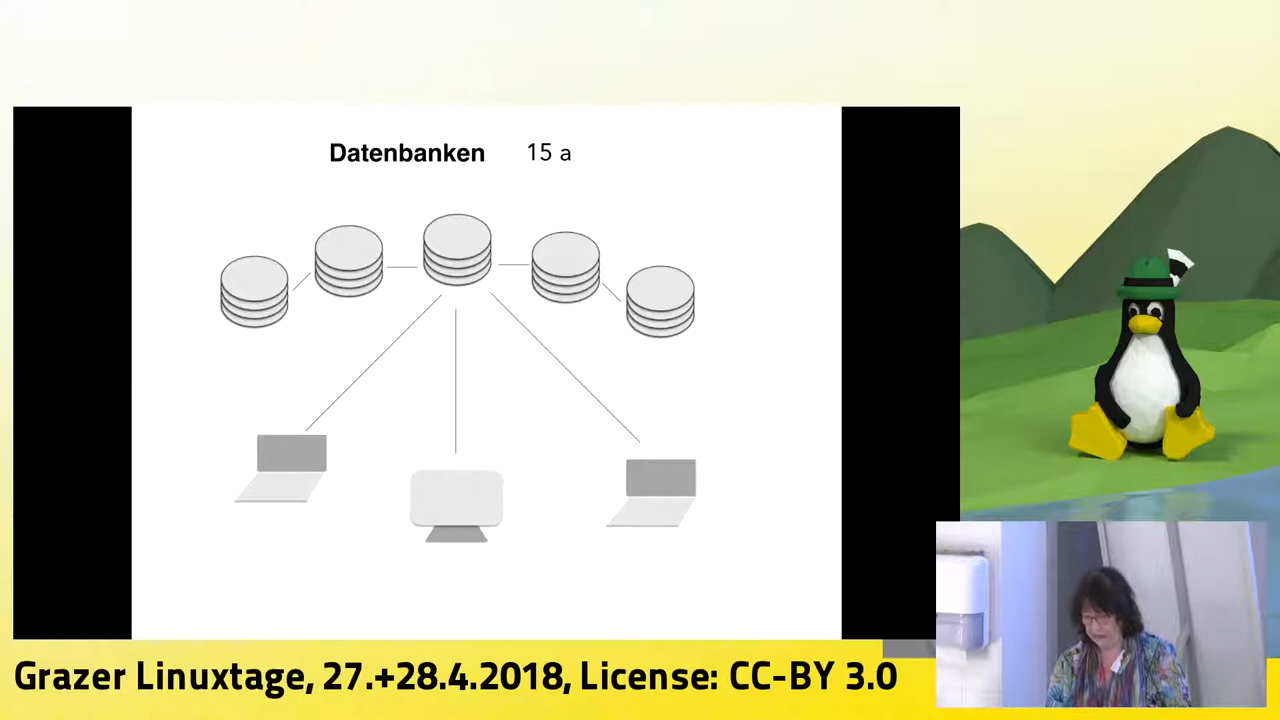 Datenbanken 15 a
Grazer Linuxtage, 27.+28.4.2018, License: CC-BY 3.0